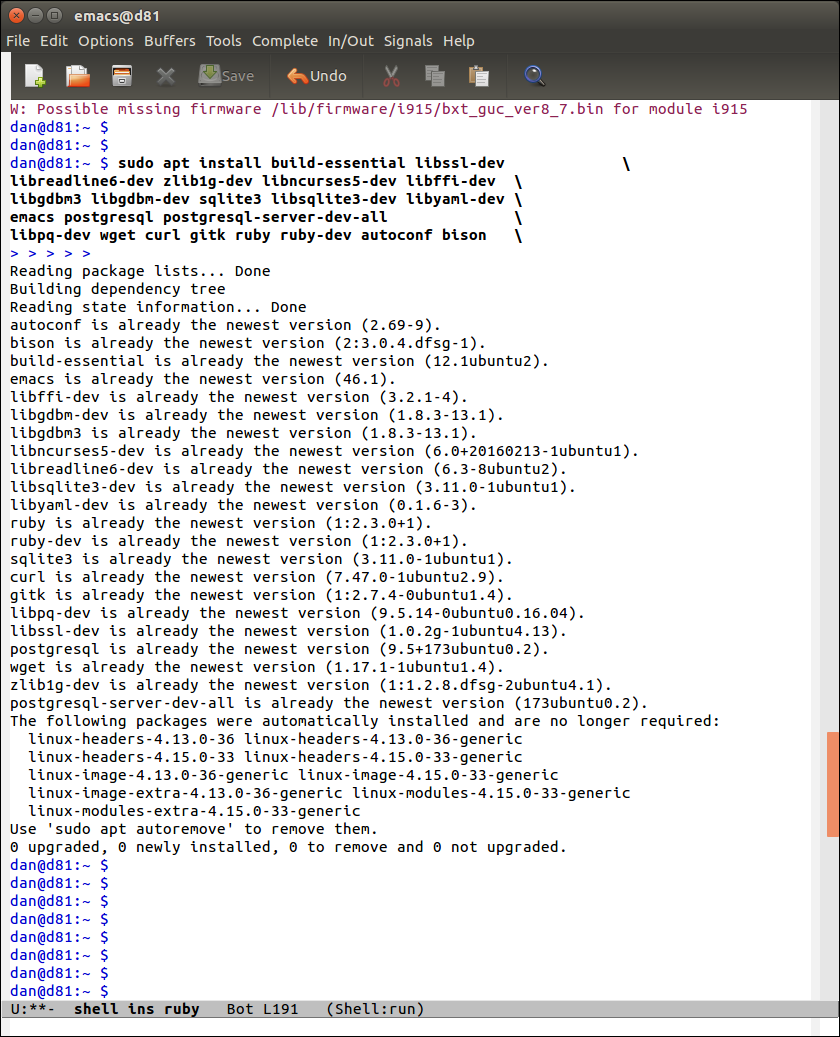 emacs@d81
File Edit Options Buffers Tools Complete In/Out Signals Help
Save Undo
W: Possible missing firmware /lib/firmware/i915/bxt_guc_ver8_7.bin for module i915
dan@d81:~ $
dan@d81:~ $
dan@d81:~ $ sudo apt install build-essential libssl-dev             \
libreadline6-dev zlib1g-dev libncurses5-dev libffi-dev  \
libgdbm3 libgdbm-dev sqlite3 libsqlite3-dev libyaml-dev \
emacs postgresql postgresql-server-dev-all              \
libpq-dev wget curl gitk ruby ruby-dev autoconf bison   \
> > > > >
Reading package lists... Done
Building dependency tree
Reading state information... Done
autoconf is already the newest version (2.69-9).
bison is already the newest version (2:3.0.4.dfsg-1).
build-essential is already the newest version (12.1ubuntu2).
emacs is already the newest version (46.1).
libffi-dev is already the newest version (3.2.1-4).
libgdbm-dev is already the newest version (1.8.3-13.1).
libgdbm3 is already the newest version (1.8.3-13.1).
libncurses5-dev is already the newest version (6.0+20160213-1ubuntu1).
libreadline6-dev is already the newest version (6.3-8ubuntu2).
libsqlite3-dev is already the newest version (3.11.0-1ubuntu1).
libyaml-dev is already the newest version (0.1.6-3).
ruby is already the newest version (1:2.3.0+1).
ruby-dev is already the newest version (1:2.3.0+1).
sqlite3 is already the newest version (3.11.0-1ubuntu1).
curl is already the newest version (7.47.0-1ubuntu2.9).
gitk is already the newest version (1:2.7.4-0ubuntu1.4).
libpq-dev is already the newest version (9.5.14-0ubuntu0.16.04).
libssl-dev is already the newest version (1.0.2g-1ubuntu4.13).
postgresql is already the newest version (9.5+173ubuntu0.2).
wget is already the newest version (1.17.1-1ubuntu1.4).
zlib1g-dev is already the newest version (1:1.2.8.dfsg-2ubuntu4.1).
postgresql-server-dev-all is already the newest version (173ubuntu0.2).
The following packages were automatically installed and are no longer required:
  linux-headers-4.13.0-36 linux-headers-4.13.0-36-generic
  linux-headers-4.15.0-33 linux-headers-4.15.0-33-generic
  linux-image-4.13.0-36-generic linux-image-4.15.0-33-generic
  linux-image-extra-4.13.0-36-generic linux-modules-4.15.0-33-generic
  linux-modules-extra-4.15.0-33-generic
Use 'sudo apt autoremove' to remove them.
0 upgraded, 0 newly installed, 0 to remove and 0 not upgraded.
dan@d81:~ $
dan@d81:~ $
dan@d81:~ $
dan@d81:~ $
dan@d81:~ $
dan@d81:~ $
dan@d81:~ $
dan@d81:~ $
U:**-  shell ins ruby   Bot L191   (Shell:run)